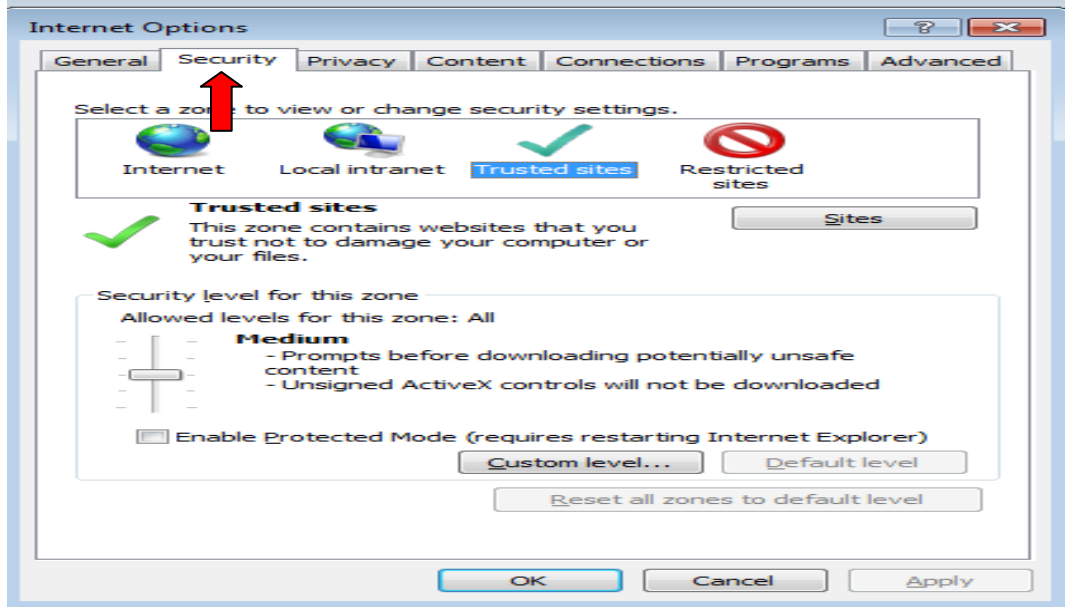 Internet Options
General Security Privacy Content Connections Programs Advanced
Select a zone to view or change security settings.
Internet Local intranet Trusted sites Restricted
sites
Trusted sites
Sites
This zone contains websites that you
trust not to damage your computer or
your files.
Security level for this zone
Allowed levels for this zone: All
Medium
- Prompts before downloading potentially unsafe
content
- Unsigned ActiveX controls will not be downloaded
Enable Protected Mode (requires restarting Internet Explorer)
Custom level... Default level
Reset all zones to default level
OK Cancel Apply